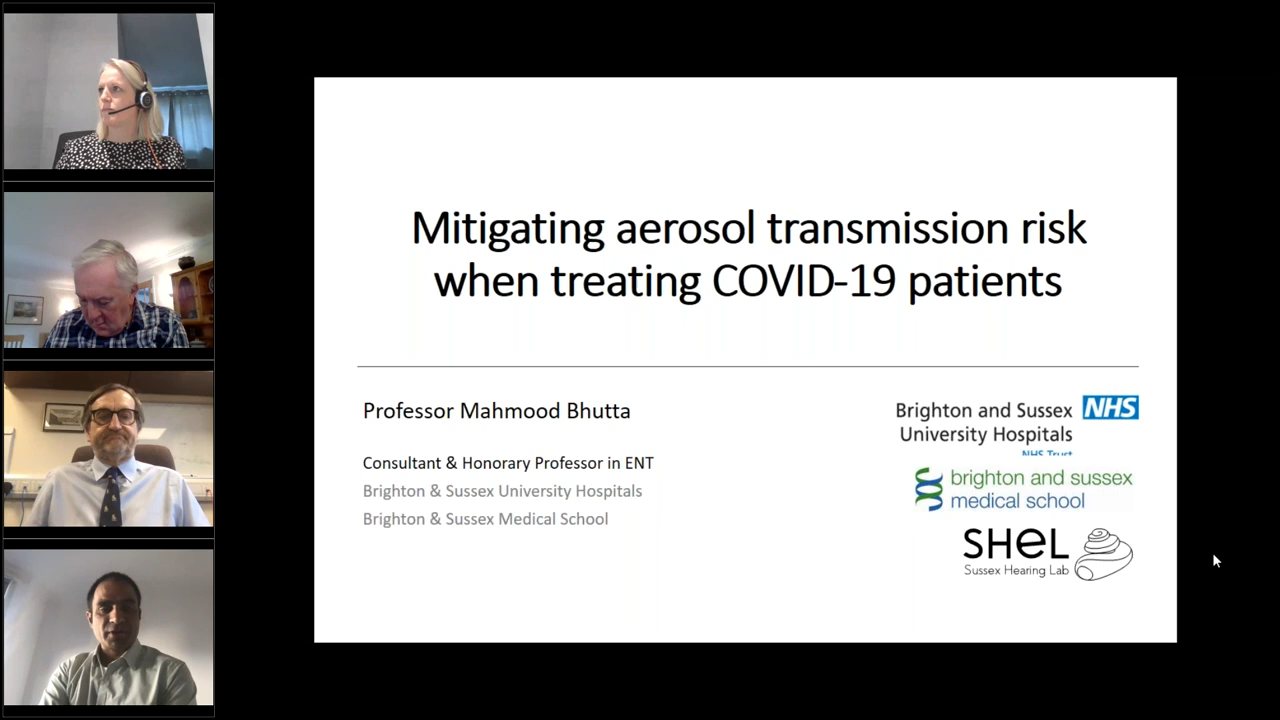 Mitigating aerosol transmission risk
when treating COVID-19 patients
Professor Mahmood Bhutta
Consultant & Honorary Professor in ENT
Brighton & Sussex University Hospitals
Brighton & Sussex Medical School
Brighton and Sussex NHS
University Hospitals
NHS Trust
brighton and sussex
medical school
SHeL
Sussex Hearing Lab